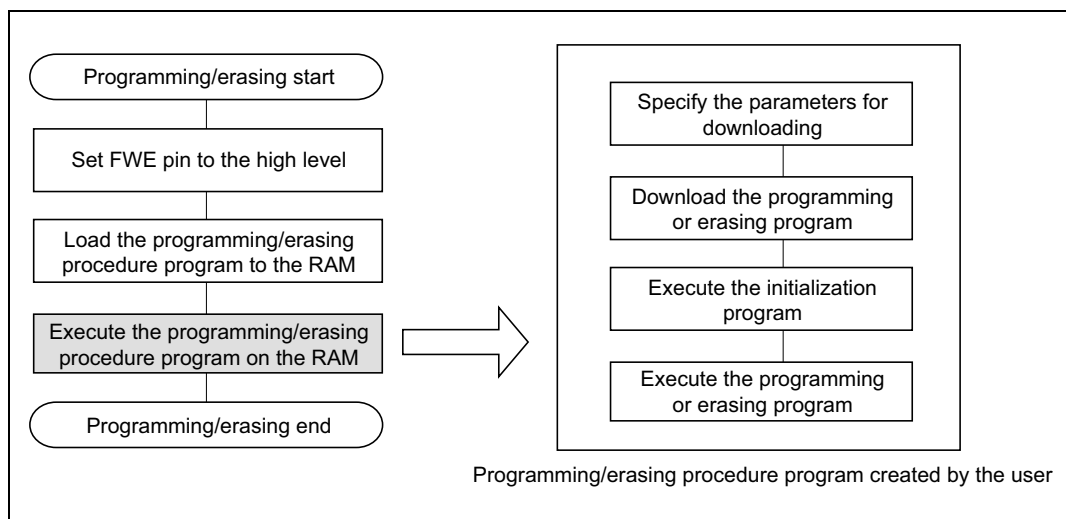 Programming/erasing start
Set FWE pin to the high level
Load the programming/erasing
procedure program to the RAM
Execute the programming/erasing
procedure program on the RAM
Programming/erasing end
Specify the parameters for
downloading
Download the programming
or erasing program
Execute the initialization
program
Execute the programming
or erasing program
Programming/erasing procedure program created by the user